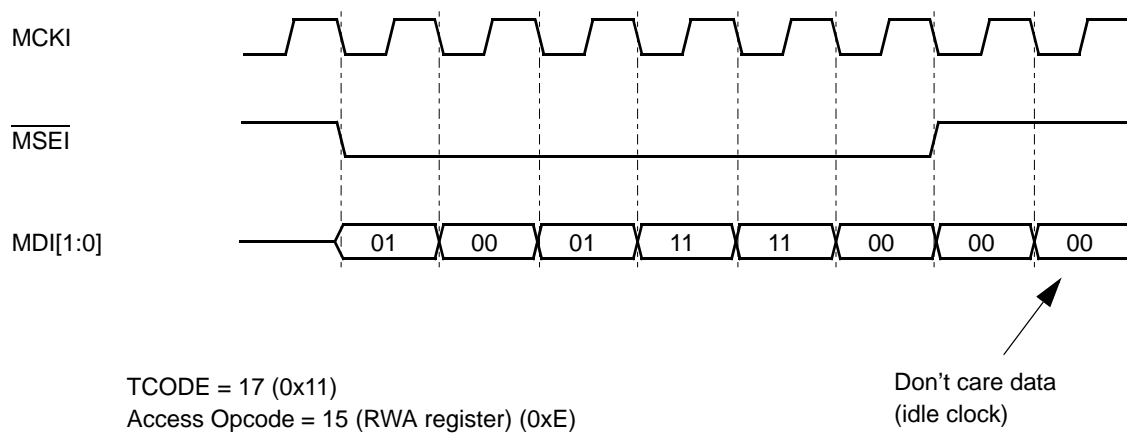 MCKI
MSEI
MDI[1:0]
01 00 01 11 11 00 00 00
TCODE = 17 (0x11)
Access Opcode = 15 (RWA register) (0xE)
Don't care data
(idle clock)